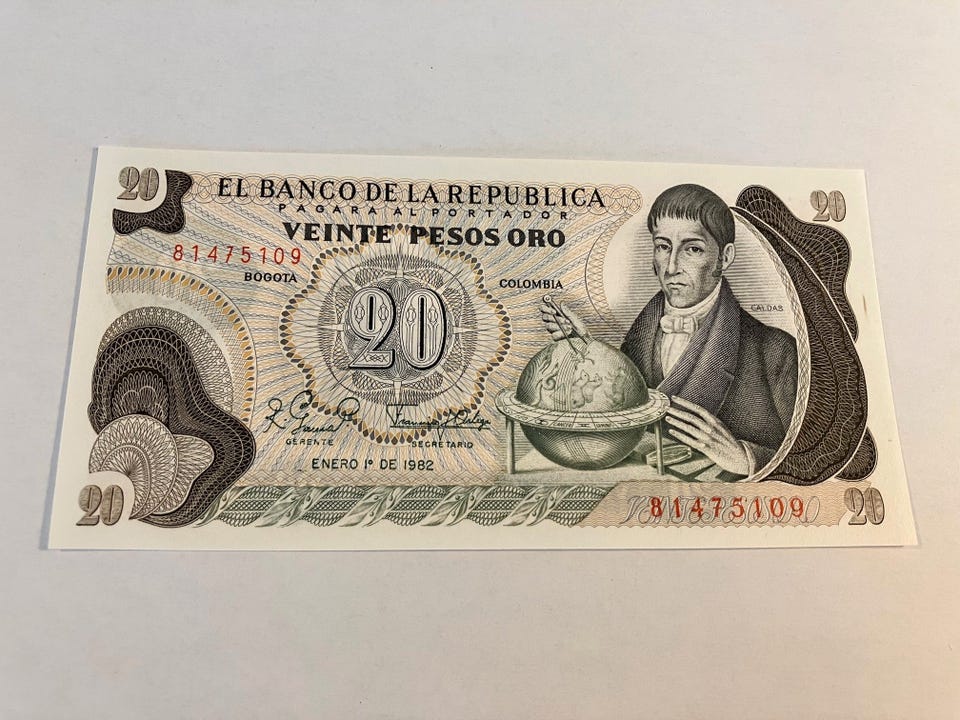 20
EL BANCO DE LA REPUBLICA
20
PAGARA AL PORTADOR
VEINTE PESOS ORO
81475109
BOGOTA
COLOMBIA
CALDAS
20
GERENTE
SECRETARIO
ENERO 1º DE 1982
20
81475109
20